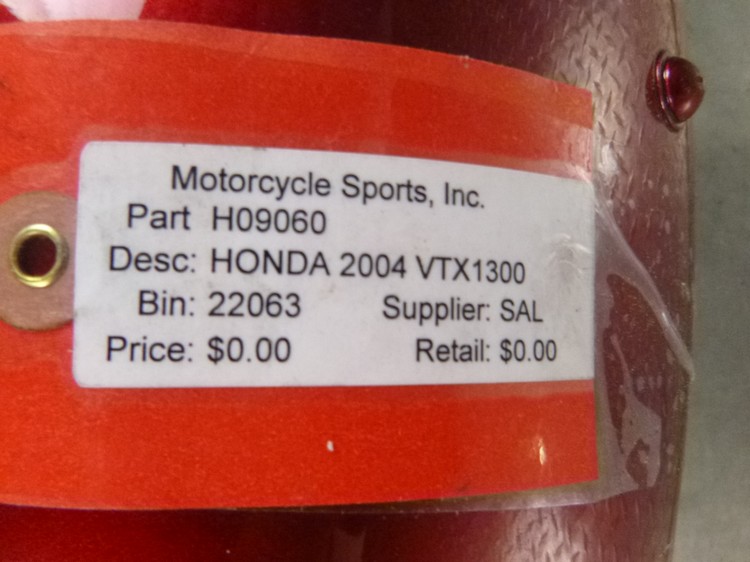 Motorcycle Sports, Inc.
Part H09060
Desc: HONDA 2004 VTX1300
Bin: 22063 Supplier: SAL
Price: $0.00 Retail: $0.00